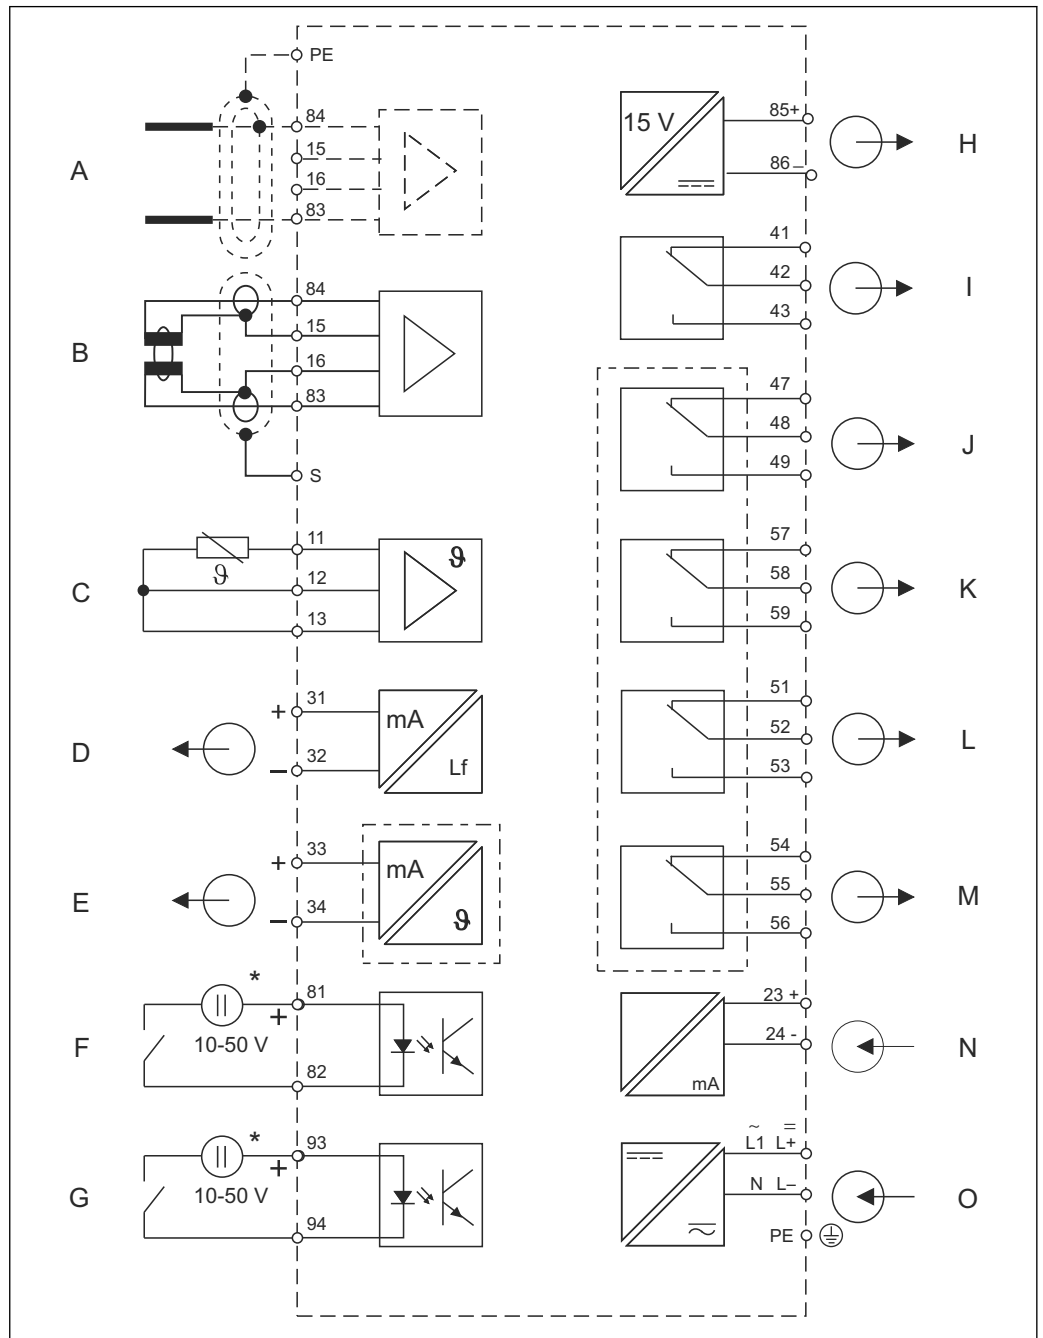 PE
A
84
15
16
83
B
84
15
16
83
S
C
ϑ
11
12
13
ϑ
D
+ 31
− 32
mA
Lf
E
+ 33
− 34
mA
ϑ
F
*
10-50 V
+
81
82
G
*
10-50 V
+
93
94
15 V
85+
86 –
H
41
42
43
I
47
48
49
J
57
58
59
K
51
52
53
L
54
55
56
M
23 +
24 -
mA
N
~ =
L1 L+
N L–
PE
O